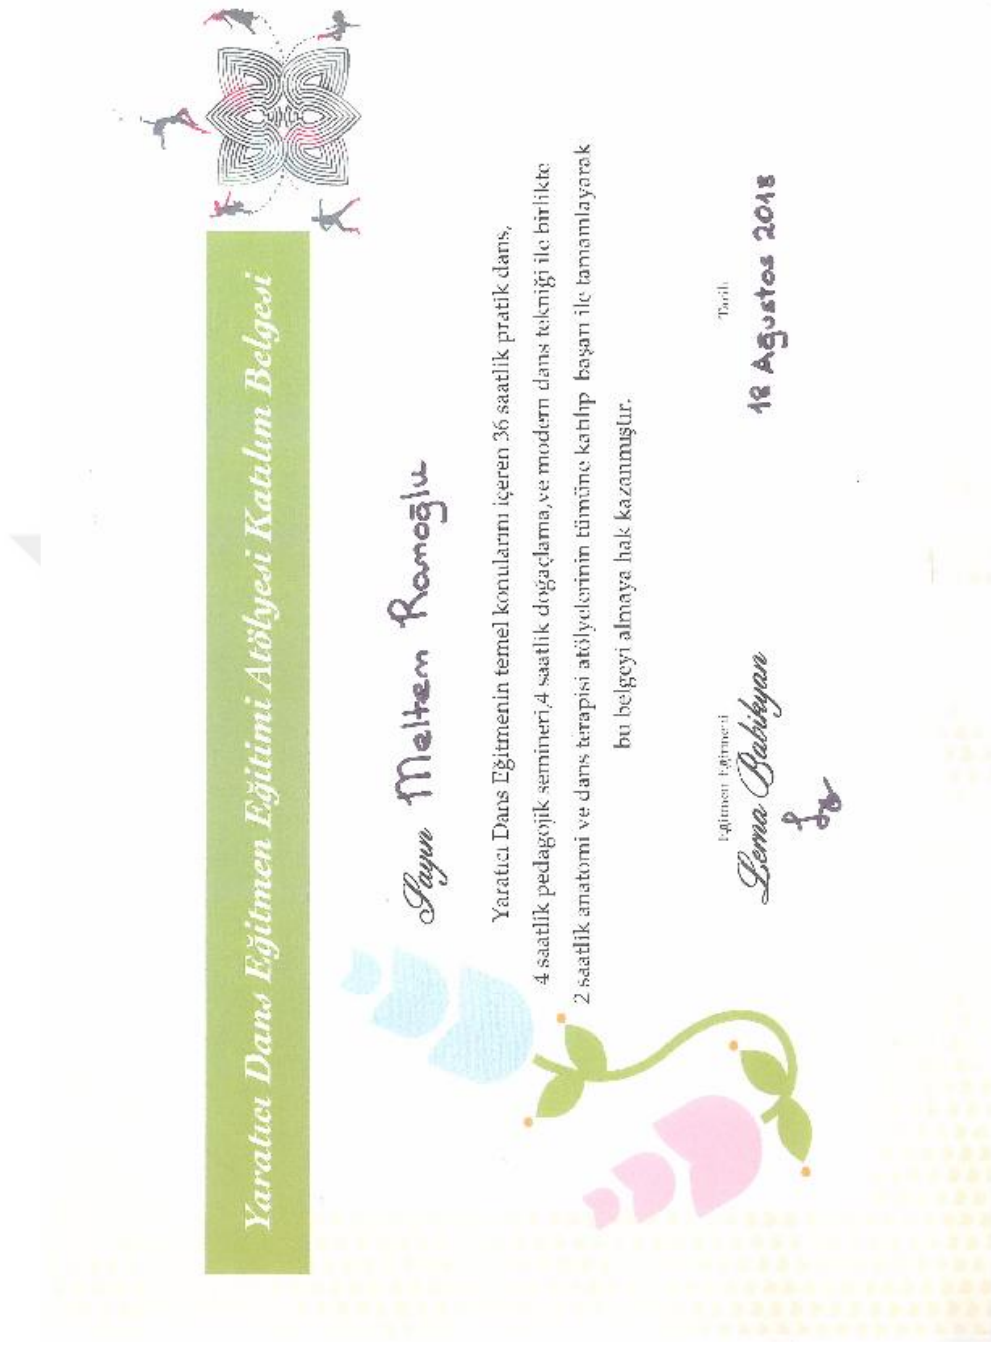 Yaratıcı Dans Eğitmen Eğitimi Atölyesi Katılım Belgesi
Sayın Meltem Ranoğlu
Yaratıcı Dans Eğitmenin temel konularını içeren 36 saatlik pratik dans,
4 saatlik pedagojik semineri,4 saatlik doğaçlama,ve modern dans tekniği ile birlikte
2 saatlik anatomi ve dans terapisi atölyelerinin tümüne katılıp başarı ile tamamlayarak
bu belgeyi almaya hak kazanmıştır.
Eğitmen Eğitmeni
Lerna Babikyan
Tarih
18 Ağustos 2018